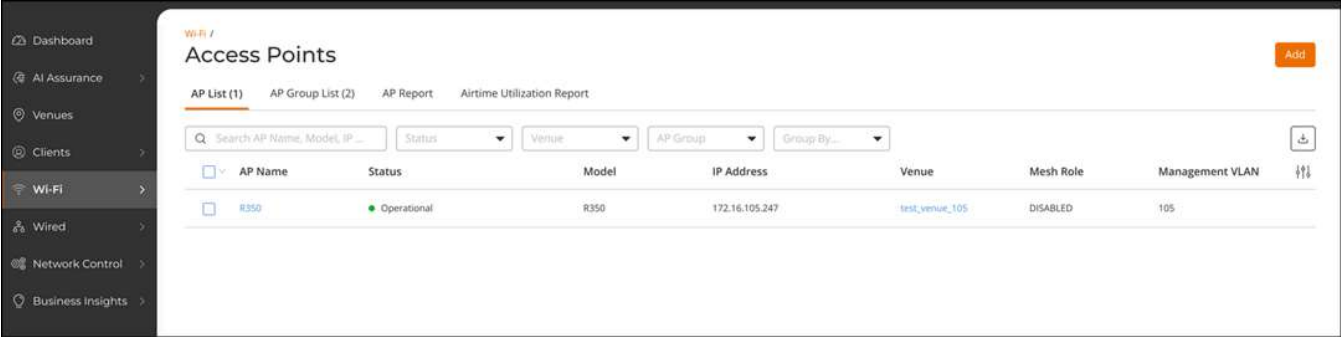 Dashboard
AI Assurance
Venues
Clients
Wi-Fi
Wired
Network Control
Business Insights
Wi-Fi /
Access Points
Add
AP List (1) AP Group List (2) AP Report Airtime Utilization Report
Search AP Name, Model, IP ... Status Venue AP Group Group By...
AP Name Status Model IP Address Venue Mesh Role Management VLAN
R350 Operational R350 172.16.105.247 test_venue_105 DISABLED 105